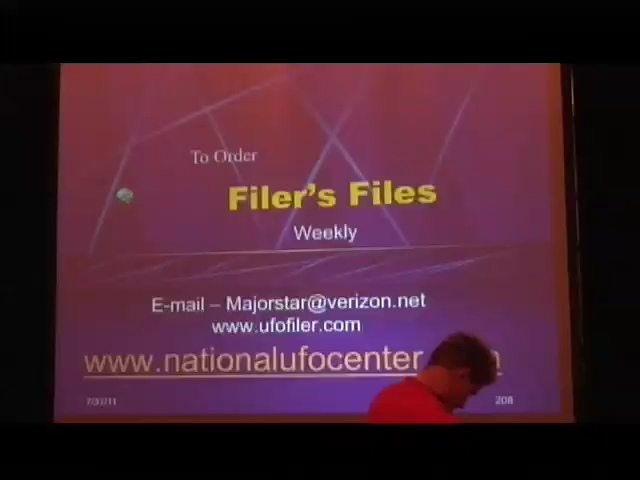 To Order
Filer's Files
Weekly
E-mail – Majorstar@verizon.net
www.ufofiler.com
www.nationalufocenter
208